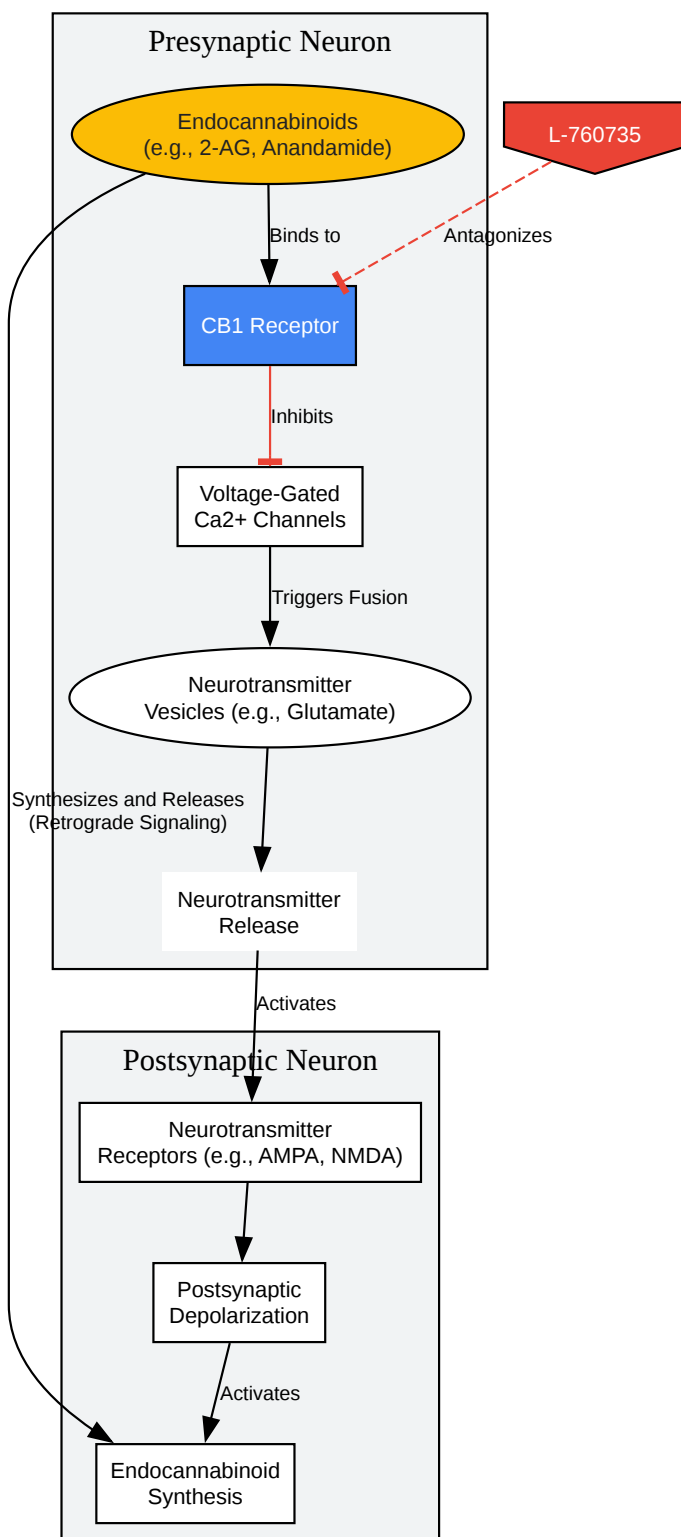 Presynaptic Neuron
Endocannabinoids
(e.g., 2-AG, Anandamide)
L-760735
Binds to
Antagonizes
CB1 Receptor
Inhibits
Voltage-Gated
Ca2+ Channels
Triggers Fusion
Neurotransmitter
Vesicles (e.g., Glutamate)
Synthesizes and Releases
(Retrograde Signaling)
Neurotransmitter
Release
Activates
Postsynaptic Neuron
Neurotransmitter
Receptors (e.g., AMPA, NMDA)
Postsynaptic
Depolarization
Activates
Endocannabinoid
Synthesis